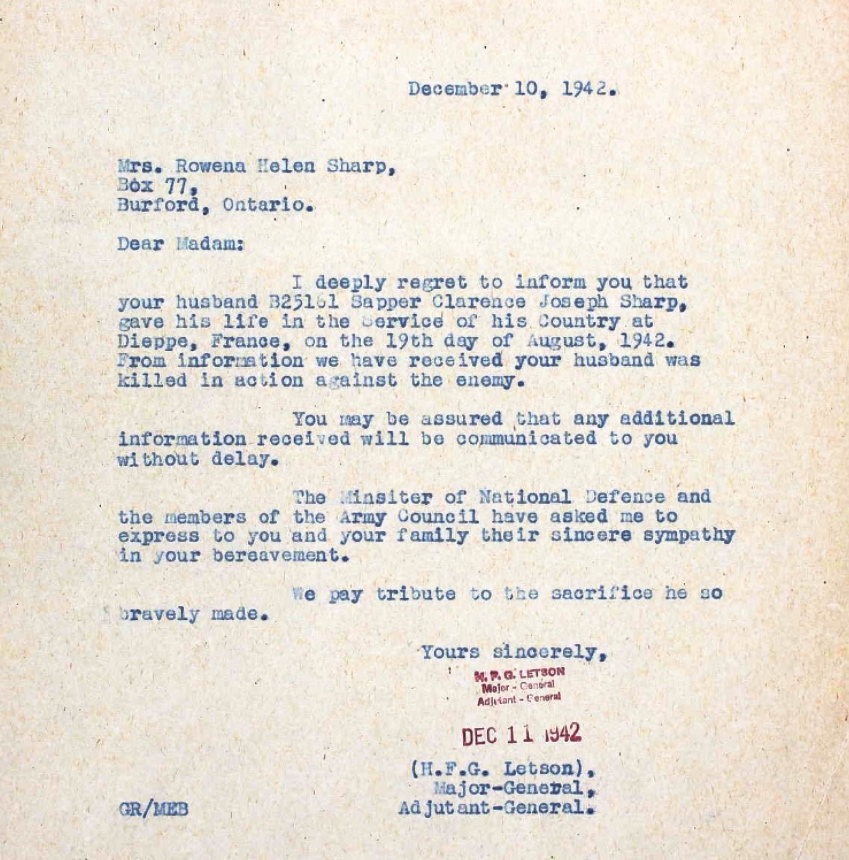 December 10, 1942.
Mrs. Rowena Helen Sharp,
Box 77,
Burford, Ontario.
Dear Madam:
I deeply regret to inform you that
your husband B25161 Sapper Clarence Joseph Sharp,
gave his life in the Service of his Country at
Dieppe, France, on the 19th day of August, 1942.
From information we have received your husband was
killed in action against the enemy.
You may be assured that any additional
information received will be communicated to you
without delay.
The Minsiter of National Defence and
the members of the Army Council have asked me to
express to you and your family their sincere sympathy
in your bereavement.
We pay tribute to the sacrifice he so
bravely made.
Yours sincerely,
H. F. G. LETSON
Major - General
Adjutant - General
DEC 11 1942
(H.F.G. Letson),
Major-General,
GR/MEB Adjutant-General.